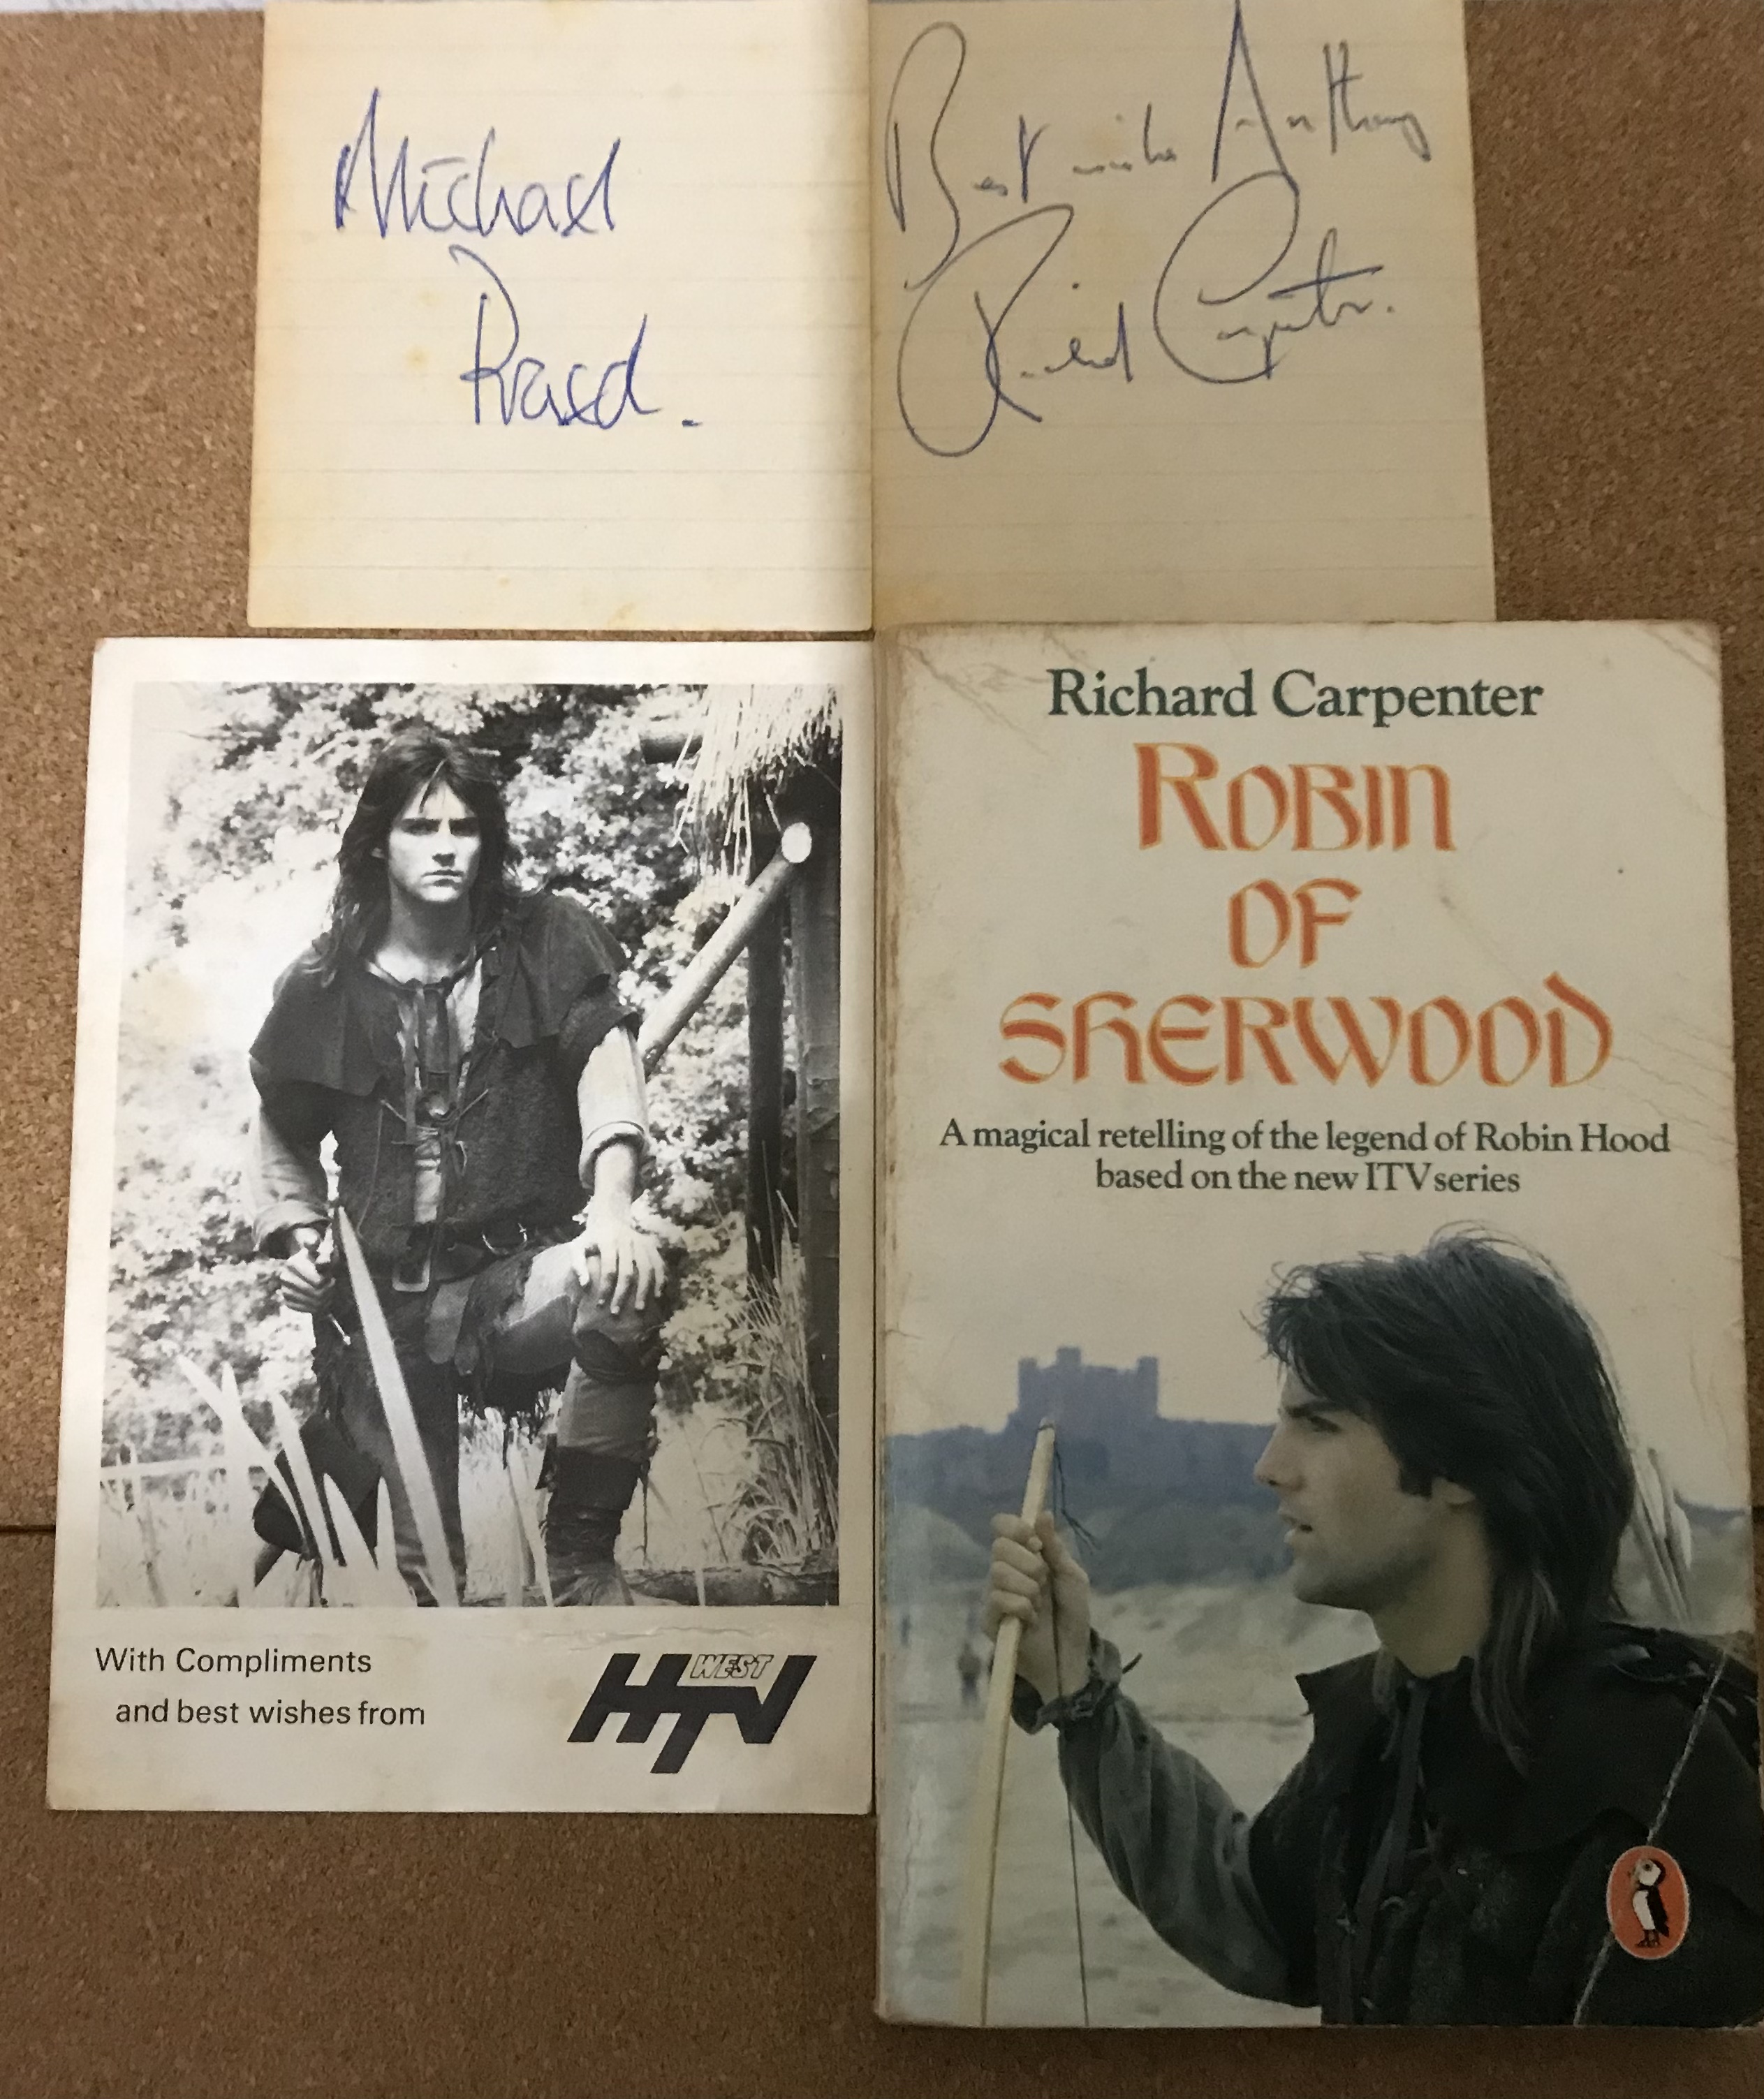 Michael
Praed.
Best wishes Anthony
Richard Carpenter.
With Compliments
and best wishes from
HTV WEST
Richard Carpenter
ROBIN
OF
SHERWOOD
A magical retelling of the legend of Robin Hood
based on the new ITV series